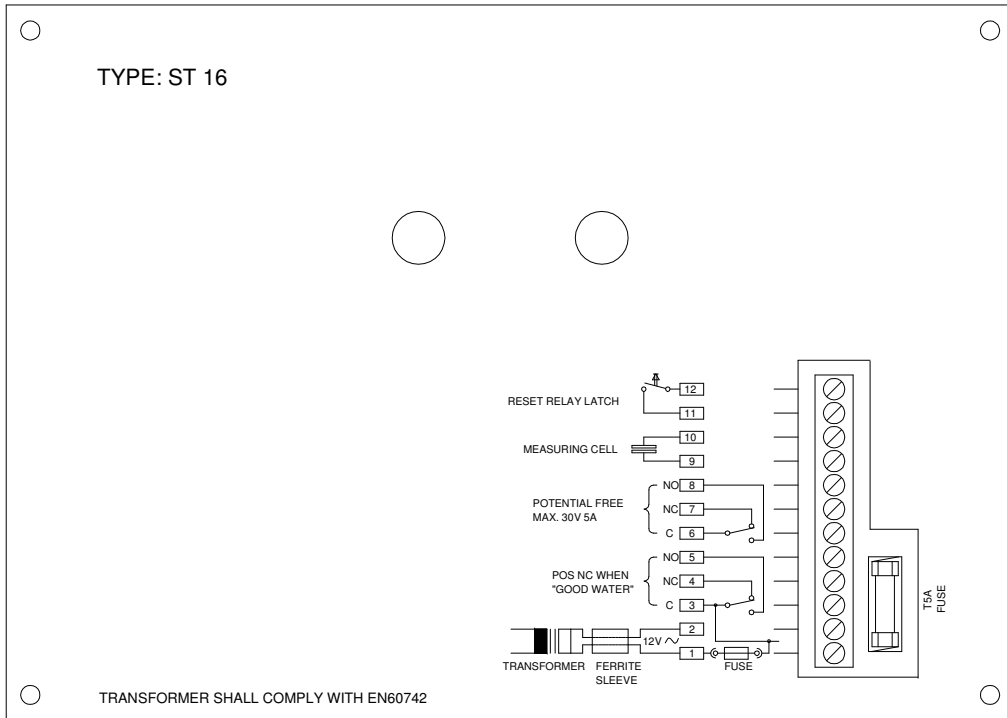 TYPE: ST 16
RESET RELAY LATCH
12
11
MEASURING CELL
10
9
POTENTIAL FREE
MAX. 30V 5A
NO 8
NC 7
C 6
POS NC WHEN
"GOOD WATER"
NO 5
NC 4
C 3
2
12V ~
1
TRANSFORMER
FERRITE
SLEEVE
FUSE
T5A
FUSE
TRANSFORMER SHALL COMPLY WITH EN60742